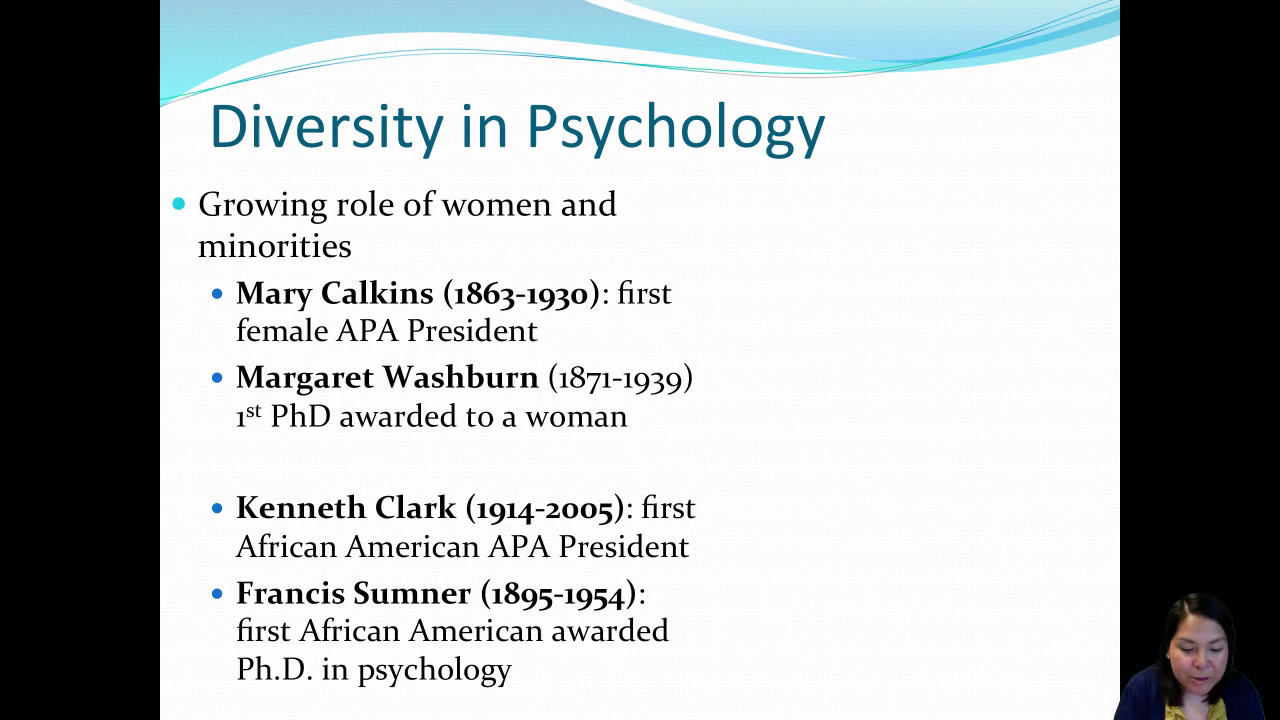 Diversity in Psychology
Growing role of women and
minorities
Mary Calkins (1863-1930): first
female APA President
Margaret Washburn (1871-1939)
1st PhD awarded to a woman
Kenneth Clark (1914-2005): first
African American APA President
Francis Sumner (1895-1954):
first African American awarded
Ph.D. in psychology